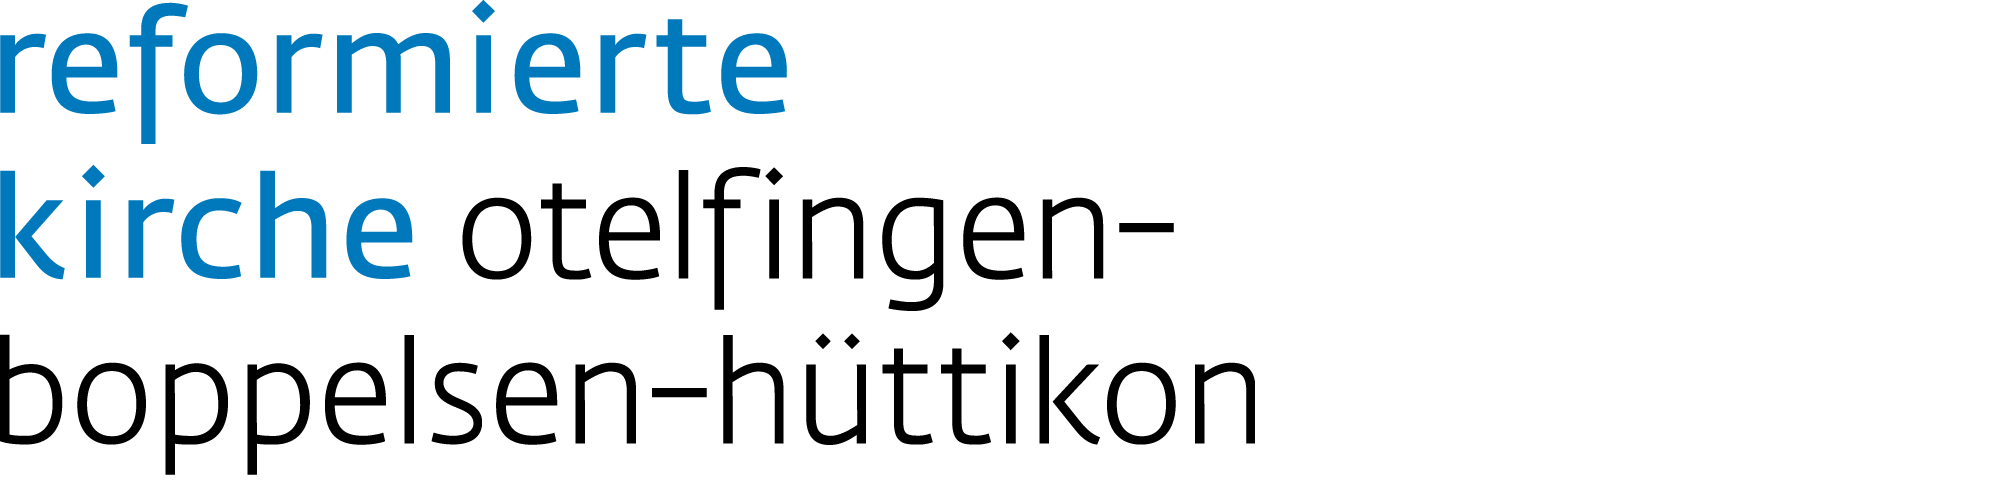 reformierte
kirche otelfingen-
boppelsen-hüttikon